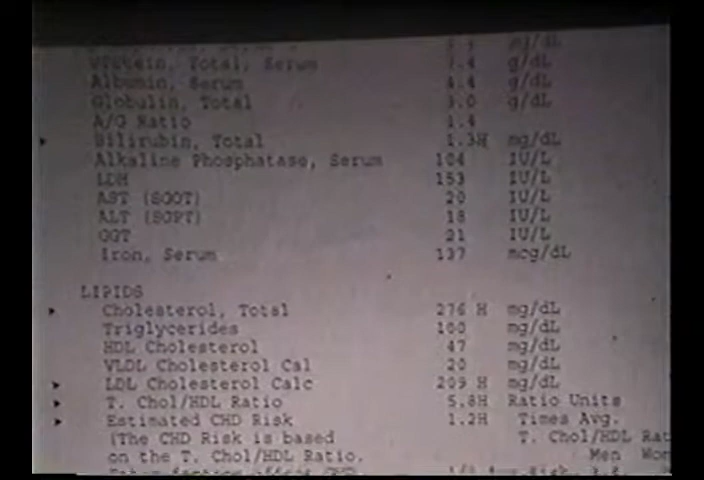 mg/dL
Protein, Total, Serum 7.4 g/dL
Albumin, Serum 4.4 g/dL
Globulin, Total 3.0 g/dL
A/G Ratio 1.4
Bilirubin, Total 1.3H mg/dL
Alkaline Phosphatase, Serum 104 IU/L
LDH 153 IU/L
AST (SGOT) 20 IU/L
ALT (SGPT) 18 IU/L
GGT 21 IU/L
Iron, Serum 137 mcg/dL
LIPIDS
Cholesterol, Total 276 H mg/dL
Triglycerides 100 mg/dL
HDL Cholesterol 47 mg/dL
VLDL Cholesterol Cal 20 mg/dL
LDL Cholesterol Calc 209 H mg/dL
T. Chol/HDL Ratio 5.8H Ratio Units
Estimated CHD Risk 1.2H Times Avg.
(The CHD Risk is based T. Chol/HDL Rat
on the T. Chol/HDL Ratio. Men Wom